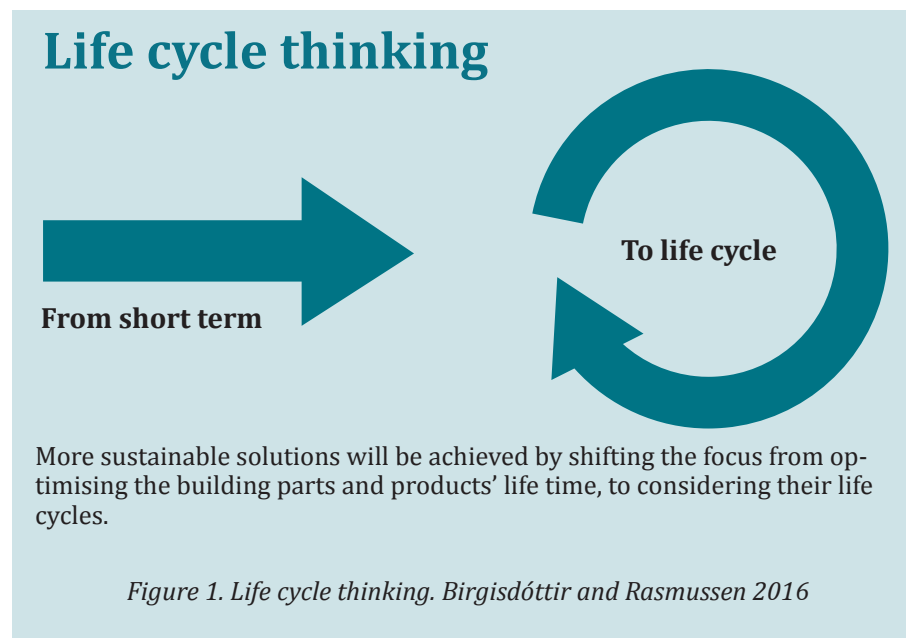 Life cycle thinking
To life cycle
From short term
More sustainable solutions will be achieved by shifting the focus from op-
timising the building parts and products’ life time, to considering their life
cycles.
Figure 1. Life cycle thinking. Birgisdóttir and Rasmussen 2016